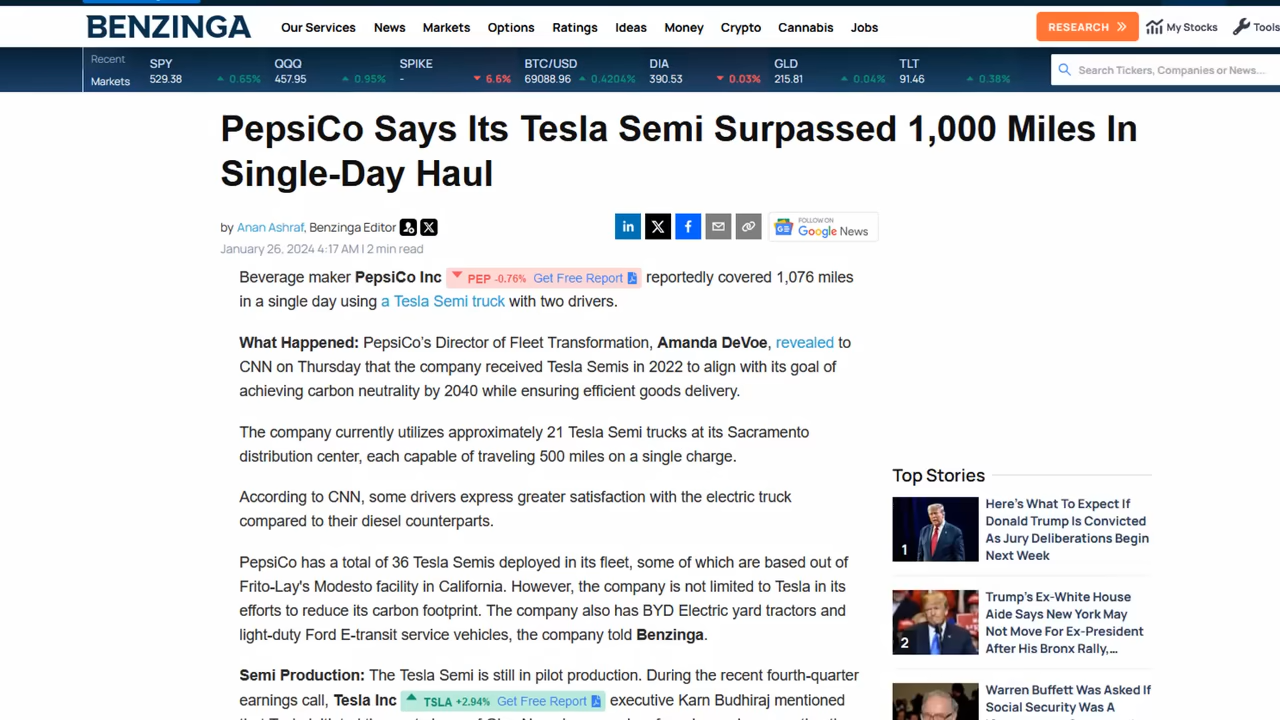 BENZINGA
Our Services News Markets Options Ratings Ideas Money Crypto Cannabis Jobs
RESEARCH
My Stocks
Tools
Recent
Markets
SPY
529.38 0.65%
QQQ
457.95 0.95%
SPIKE
- 6.6%
BTC/USD
69088.96 0.4204%
DIA
390.53 0.03%
GLD
215.81 0.04%
TLT
91.46 0.38%
Search Tickers, Companies or News...
PepsiCo Says Its Tesla Semi Surpassed 1,000 Miles In
Single-Day Haul
by Anan Ashraf, Benzinga Editor
January 26, 2024 4:17 AM | 2 min read
in X f
FOLLOW ON
Google News
Beverage maker PepsiCo Inc PEP -0.76% Get Free Report reportedly covered 1,076 miles
in a single day using a Tesla Semi truck with two drivers.
What Happened: PepsiCo's Director of Fleet Transformation, Amanda DeVoe, revealed to
CNN on Thursday that the company received Tesla Semis in 2022 to align with its goal of
achieving carbon neutrality by 2040 while ensuring efficient goods delivery.
The company currently utilizes approximately 21 Tesla Semi trucks at its Sacramento
distribution center, each capable of traveling 500 miles on a single charge.
According to CNN, some drivers express greater satisfaction with the electric truck
compared to their diesel counterparts.
PepsiCo has a total of 36 Tesla Semis deployed in its fleet, some of which are based out of
Frito-Lay's Modesto facility in California. However, the company is not limited to Tesla in its
efforts to reduce its carbon footprint. The company also has BYD Electric yard tractors and
light-duty Ford E-transit service vehicles, the company told Benzinga.
Semi Production: The Tesla Semi is still in pilot production. During the recent fourth-quarter
earnings call, Tesla Inc TSLA +2.94% Get Free Report executive Karn Budhiraj mentioned
Top Stories
1
Here's What To Expect If
Donald Trump Is Convicted
As Jury Deliberations Begin
Next Week
2
Trump's Ex-White House
Aide Says New York May
Not Move For Ex-President
After His Bronx Rally,...
Warren Buffett Was Asked If
Social Security Was A